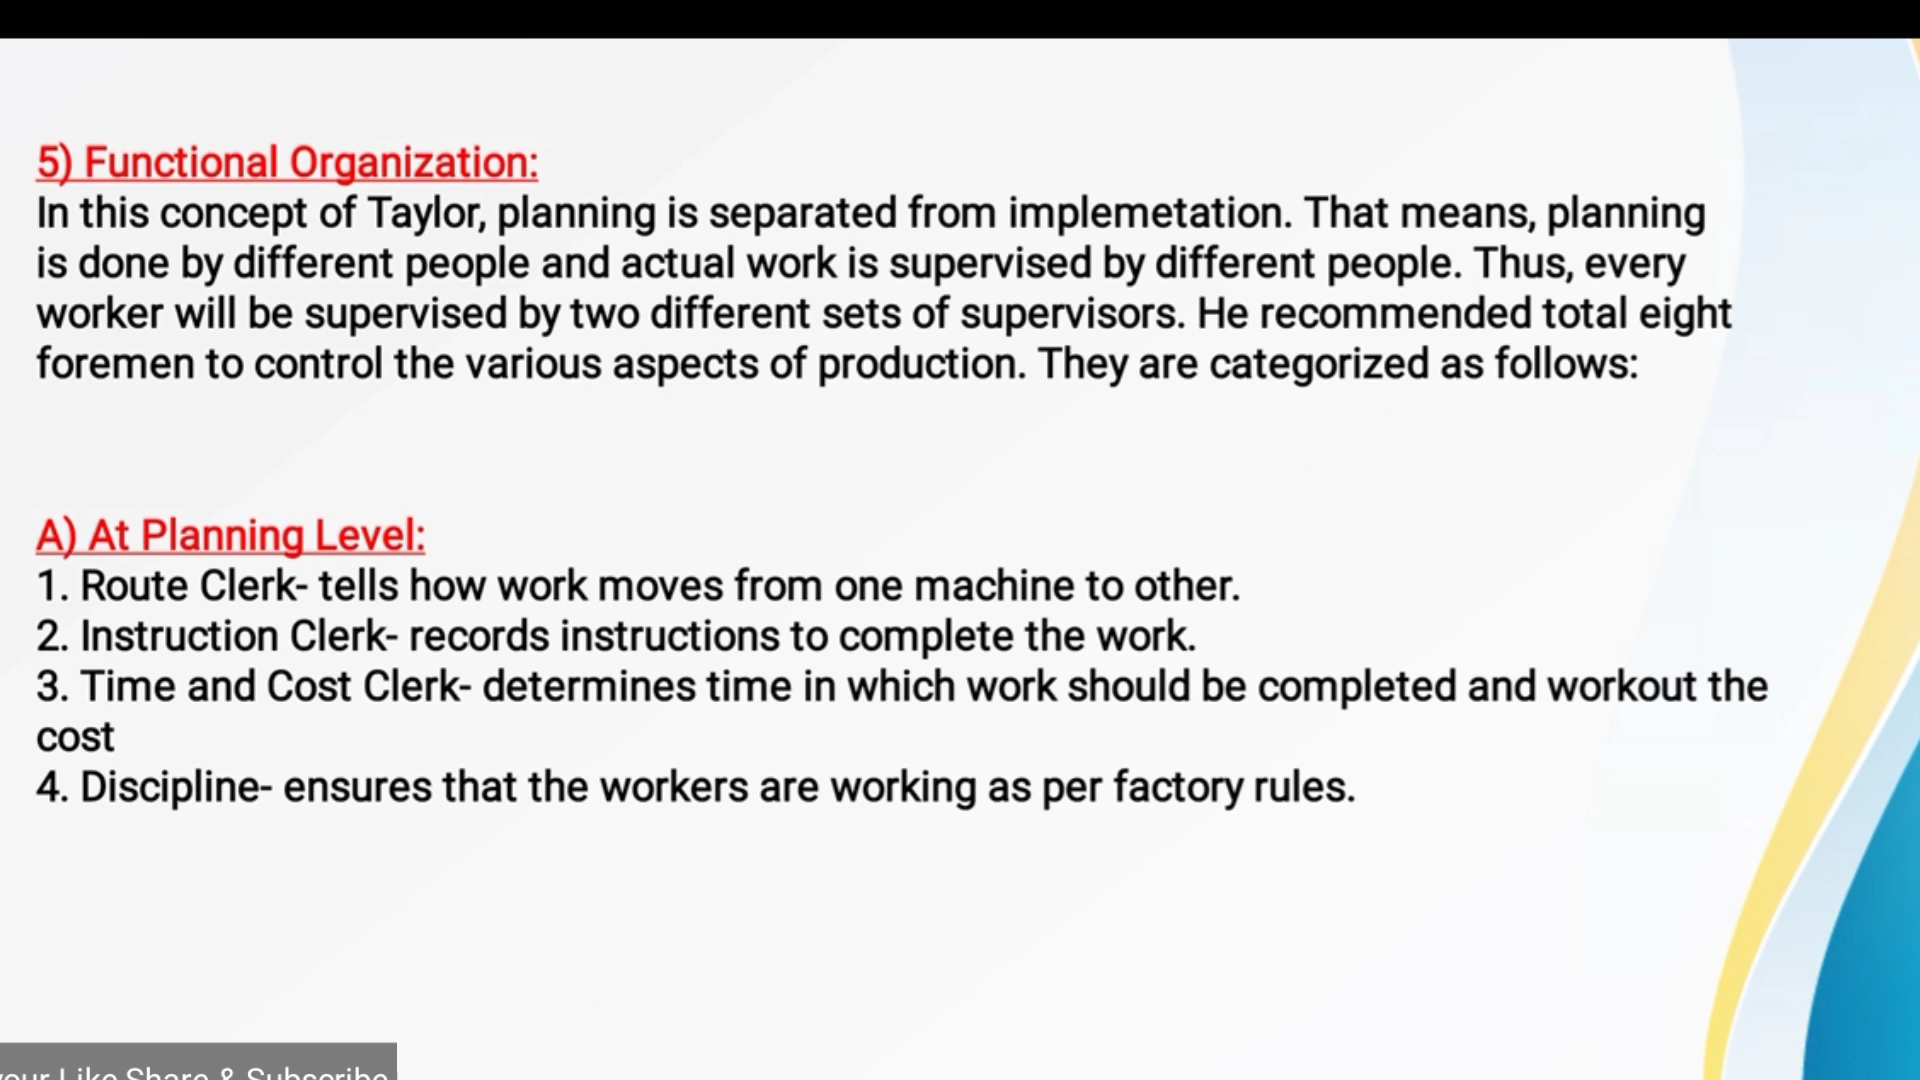 5) Functional Organization:
In this concept of Taylor, planning is separated from implemetation. That means, planning
is done by different people and actual work is supervised by different people. Thus, every
worker will be supervised by two different sets of supervisors. He recommended total eight
foremen to control the various aspects of production. They are categorized as follows:
A) At Planning Level:
1. Route Clerk- tells how work moves from one machine to other.
2. Instruction Clerk- records instructions to complete the work.
3. Time and Cost Clerk- determines time in which work should be completed and workout the
cost
4. Discipline- ensures that the workers are working as per factory rules.
your Like Share & Subscribe